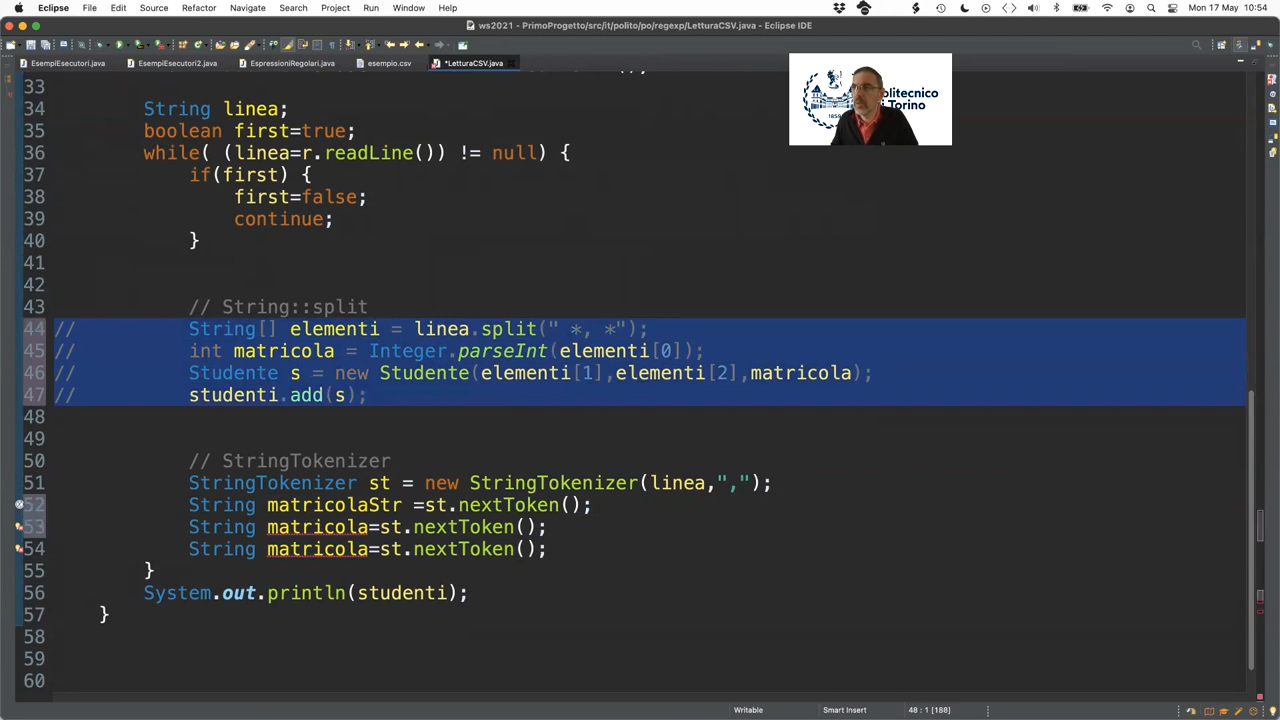 Eclipse File Edit Source Refactor Navigate Search Project Run Window Help Mon 17 May 10:54
ws2021 - PrimoProgetto/src/it/polito/po/regexp/LetturaCSV.java - Eclipse IDE
EsempiEsecutori.java EsempiEsecutori2.java EspressioniRegolari.java esempio.csv *LetturaCSV.java
33
34 String linea;
35 boolean first=true;
36 while( (linea=r.readLine()) != null) {
37 if(first) {
38 first=false;
39 continue;
40 }
41
42
43 // String::split
44 // String[] elementi = linea.split(" *, *");
45 // int matricola = Integer.parseInt(elementi[0]);
46 // Studente s = new Studente(elementi[1],elementi[2],matricola);
47 // studenti.add(s);
48
49
50 // StringTokenizer
51 StringTokenizer st = new StringTokenizer(linea,",");
52 String matricolaStr =st.nextToken();
53 String matricola=st.nextToken();
54 String matricola=st.nextToken();
55 }
56 System.out.println(studenti);
57 }
58
59
60
Writable Smart Insert 48 : 1 [188]